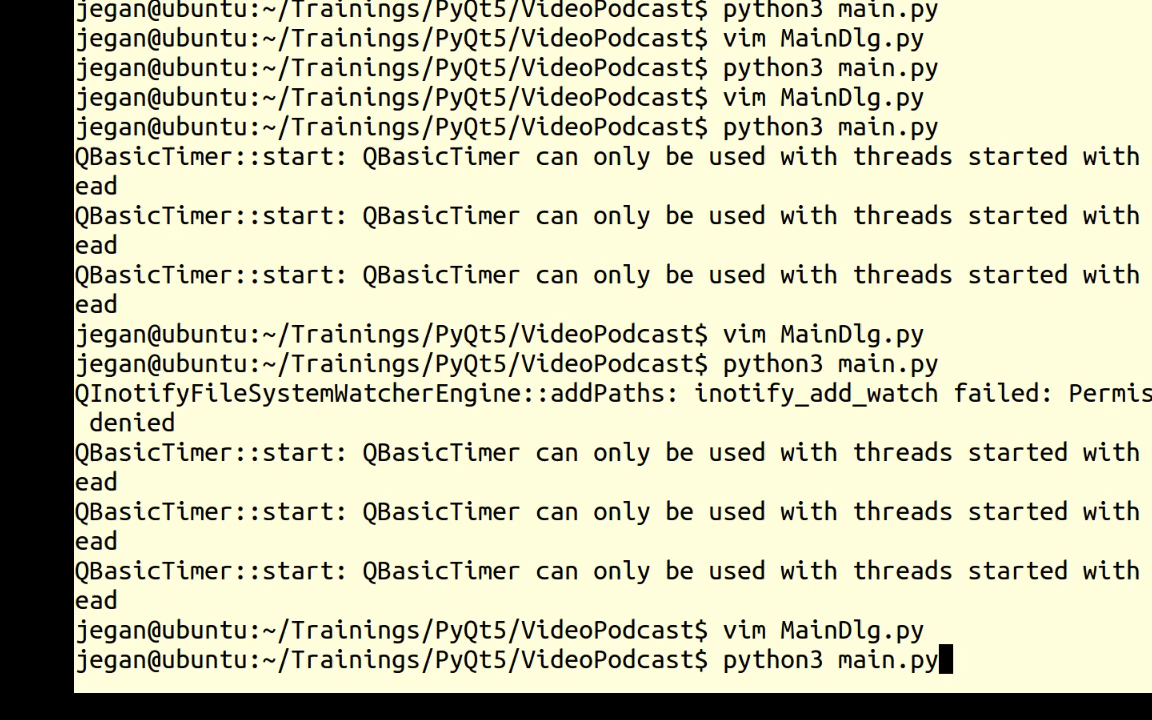 jegan@ubuntu:~/Trainings/PyQt5/VideoPodcast$ python3 main.py
jegan@ubuntu:~/Trainings/PyQt5/VideoPodcast$ vim MainDlg.py
jegan@ubuntu:~/Trainings/PyQt5/VideoPodcast$ python3 main.py
jegan@ubuntu:~/Trainings/PyQt5/VideoPodcast$ vim MainDlg.py
jegan@ubuntu:~/Trainings/PyQt5/VideoPodcast$ python3 main.py
QBasicTimer::start: QBasicTimer can only be used with threads started with
ead
QBasicTimer::start: QBasicTimer can only be used with threads started with
ead
QBasicTimer::start: QBasicTimer can only be used with threads started with
ead
jegan@ubuntu:~/Trainings/PyQt5/VideoPodcast$ vim MainDlg.py
jegan@ubuntu:~/Trainings/PyQt5/VideoPodcast$ python3 main.py
QInotifyFileSystemWatcherEngine::addPaths: inotify_add_watch failed: Permis
denied
QBasicTimer::start: QBasicTimer can only be used with threads started with
ead
QBasicTimer::start: QBasicTimer can only be used with threads started with
ead
QBasicTimer::start: QBasicTimer can only be used with threads started with
ead
jegan@ubuntu:~/Trainings/PyQt5/VideoPodcast$ vim MainDlg.py
jegan@ubuntu:~/Trainings/PyQt5/VideoPodcast$ python3 main.py